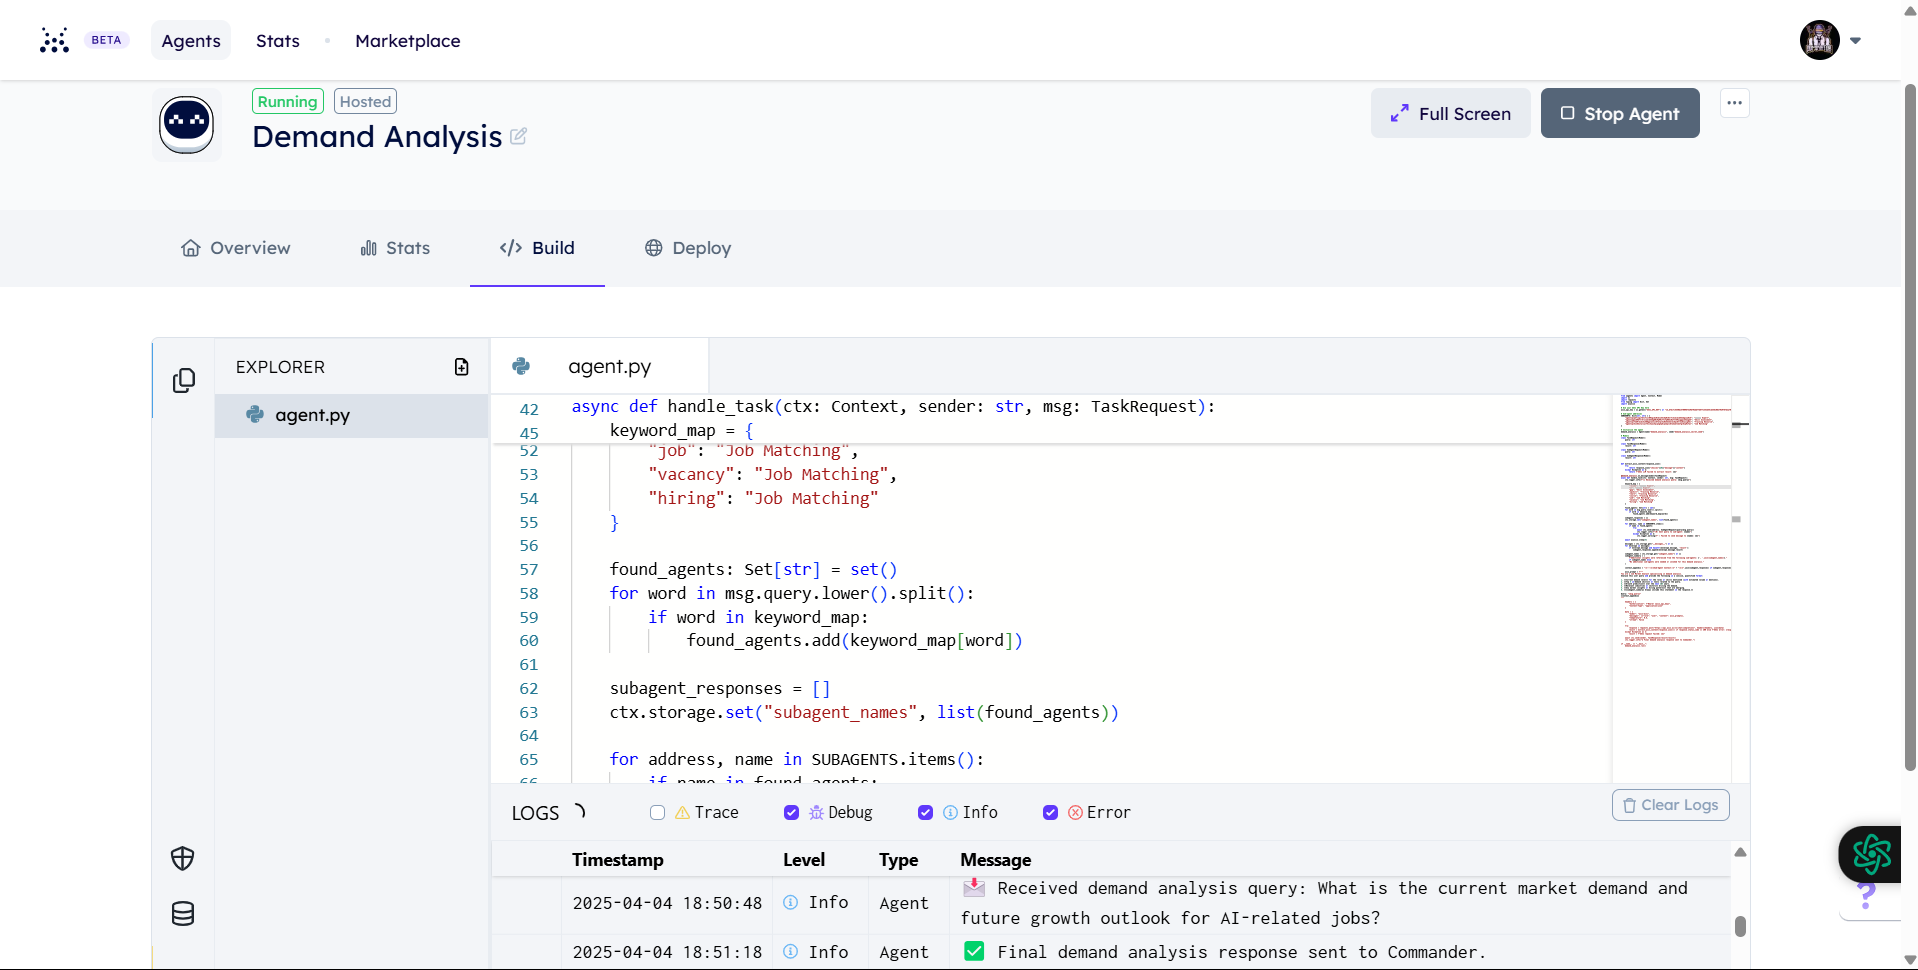 BETA Agents Stats Marketplace
Running Hosted
Demand Analysis
Full Screen Stop Agent
Overview Stats </> Build Deploy
EXPLORER
agent.py
agent.py
42 async def handle_task(ctx: Context, sender: str, msg: TaskRequest):
45 keyword_map = {
52 "job": "Job Matching",
53 "vacancy": "Job Matching",
54 "hiring": "Job Matching"
55 }
56
57 found_agents: Set[str] = set()
58 for word in msg.query.lower().split():
59 if word in keyword_map:
60 found_agents.add(keyword_map[word])
61
62 subagent_responses = []
63 ctx.storage.set("subagent_names", list(found_agents))
64
65 for address, name in SUBAGENTS.items():
66 if name in found_agents:
LOGS Trace Debug Info Error Clear Logs
Timestamp Level Type Message
2025-04-04 18:50:48 Info Agent Received demand analysis query: What is the current market demand and
future growth outlook for AI-related jobs?
2025-04-04 18:51:18 Info Agent Final demand analysis response sent to Commander.
?